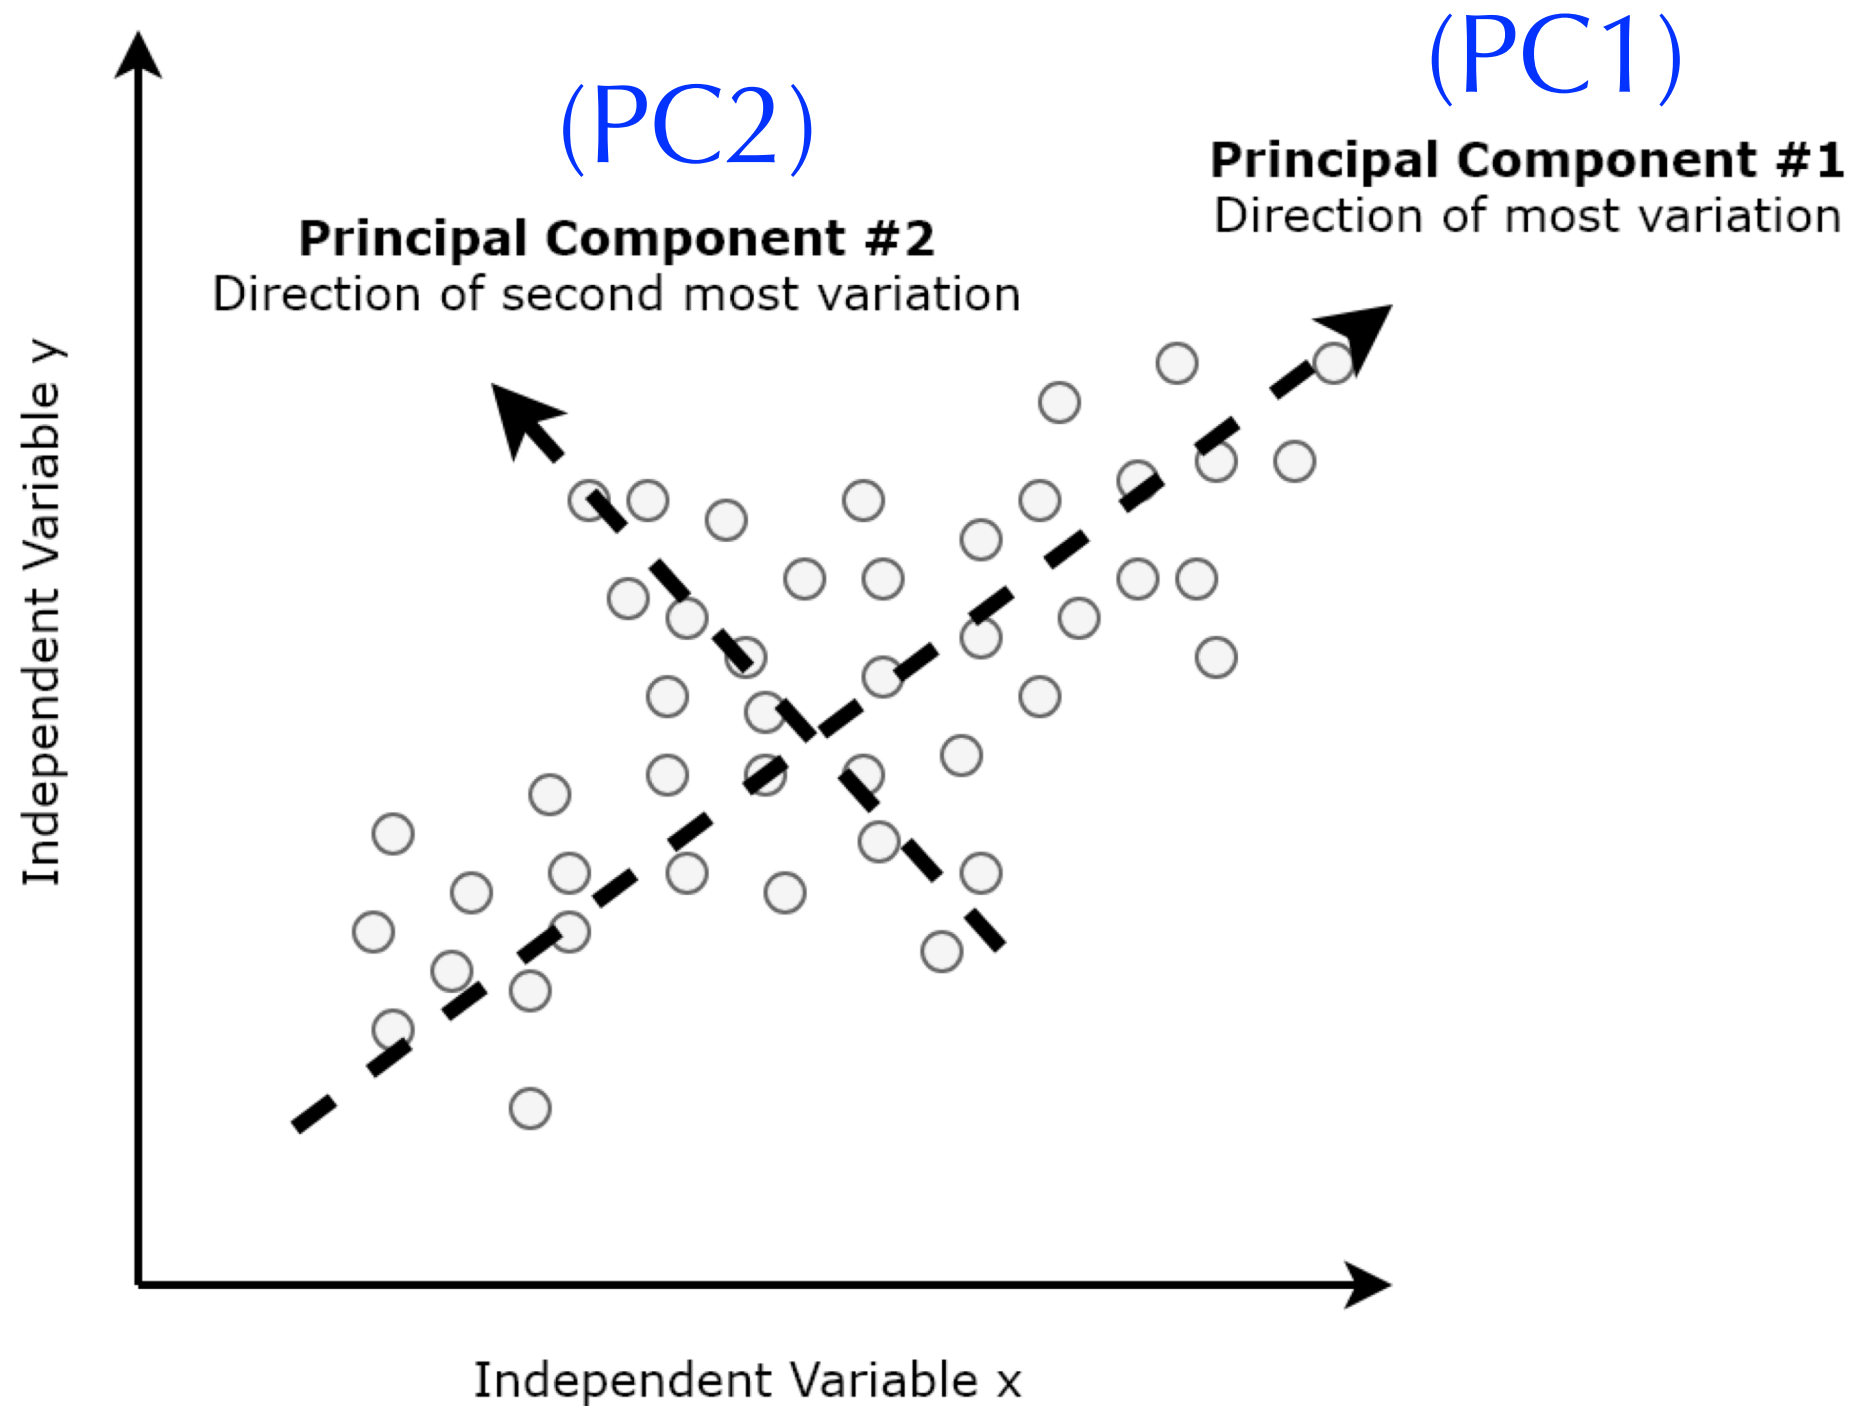 (PC1)
(PC2)
Principal Component #1
Direction of most variation
Principal Component #2
Direction of second most variation
Independent Variable y
Independent Variable x